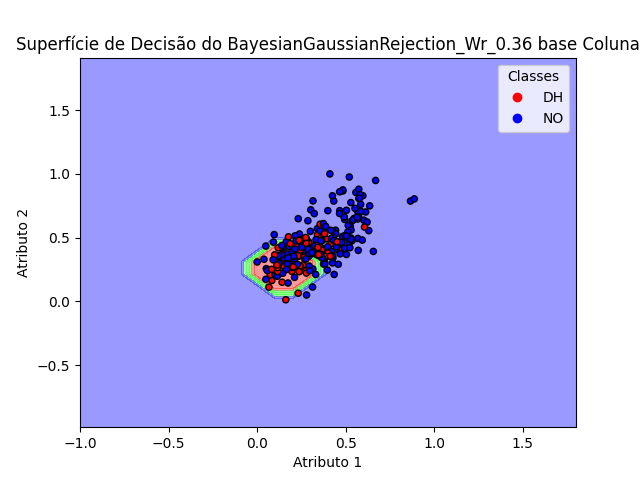 Superfície de Decisão do BayesianGaussianRejection_Wr_0.36 base Coluna
Classes
DH
NO
1.5
1.0
0.5
0.0
−0.5
Atributo 2
−1.0
−0.5
0.0
0.5
1.0
1.5
Atributo 1